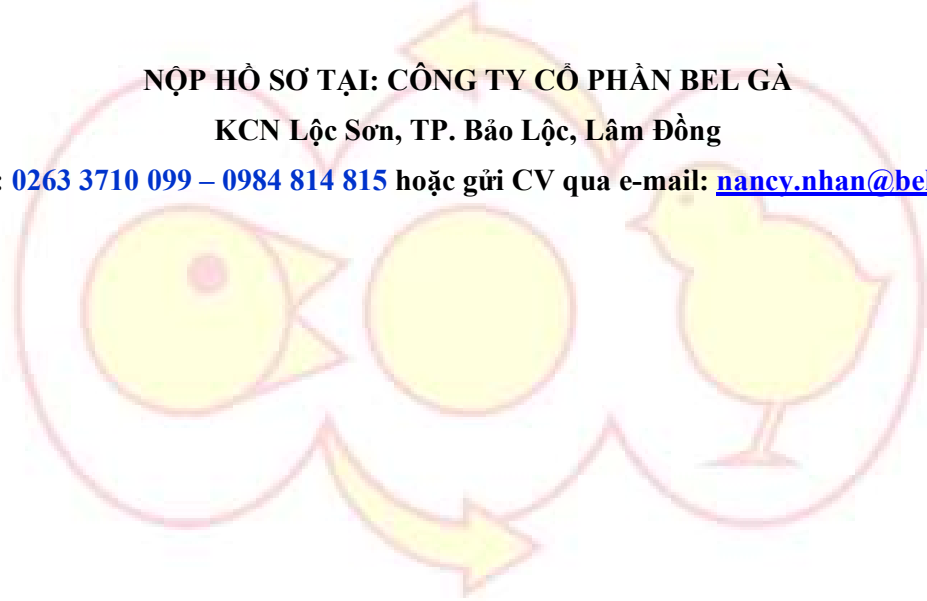 NỘP HỒ SƠ TẠI: CÔNG TY CỔ PHẦN BEL GÀ
KCN Lộc Sơn, TP. Bảo Lộc, Lâm Đồng
: 0263 3710 099 – 0984 814 815 hoặc gửi CV qua e-mail: nancy.nhan@bel